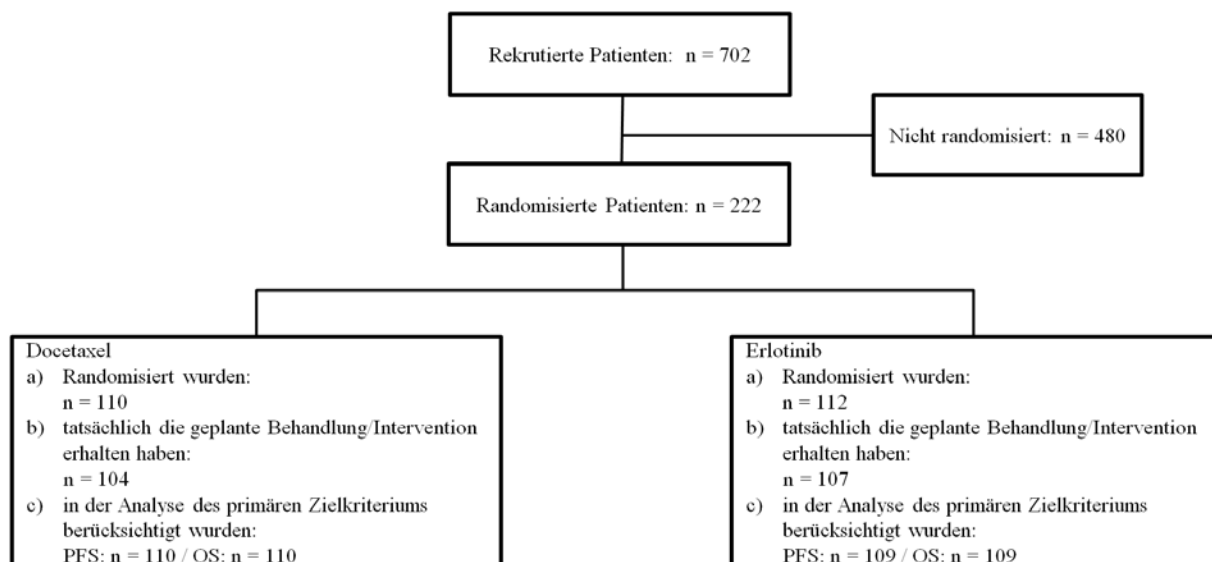 Rekrutierte Patienten: n = 702
Nicht randomisiert: n = 480
Randomisierte Patienten: n = 222
Docetaxel
a) Randomisiert wurden:
n = 110
b) tatsächlich die geplante Behandlung/Intervention
erhalten haben:
n = 104
c) in der Analyse des primären Zielkriteriums
berücksichtigt wurden:
PFS: n = 110 / OS: n = 110
Erlotinib
a) Randomisiert wurden:
n = 112
b) tatsächlich die geplante Behandlung/Intervention
erhalten haben:
n = 107
c) in der Analyse des primären Zielkriteriums
berücksichtigt wurden:
PFS: n = 109 / OS: n = 109